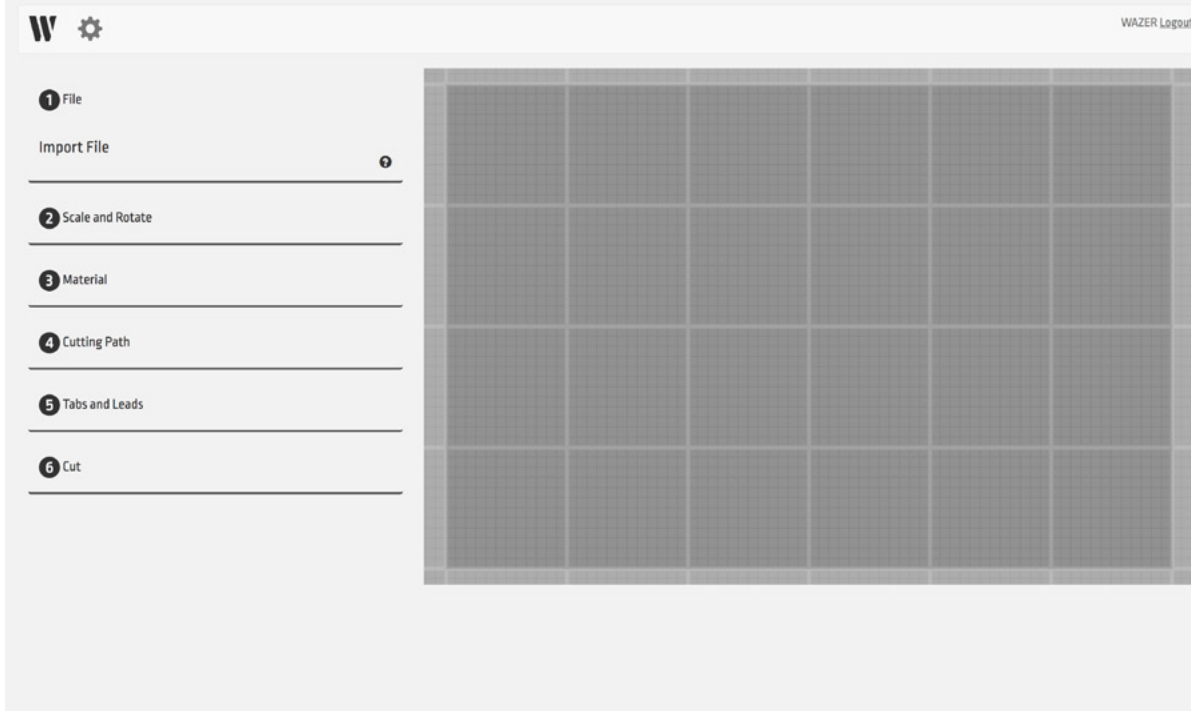 W
WAZER Logout
1 File
Import File
?
2 Scale and Rotate
3 Material
4 Cutting Path
5 Tabs and Leads
6 Cut